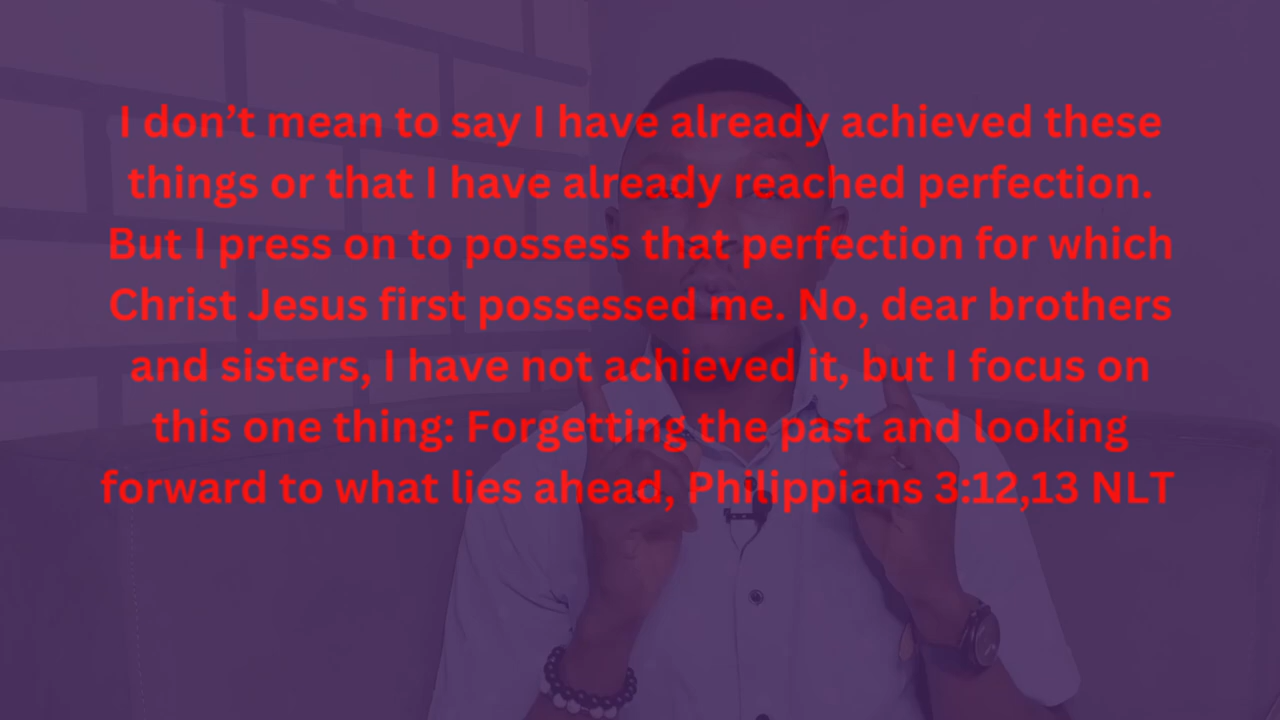 I don’t mean to say I have already achieved these
things or that I have already reached perfection.
But I press on to possess that perfection for which
Christ Jesus first possessed me. No, dear brothers
and sisters, I have not achieved it, but I focus on
this one thing: Forgetting the past and looking
forward to what lies ahead, Philippians 3:12,13 NLT